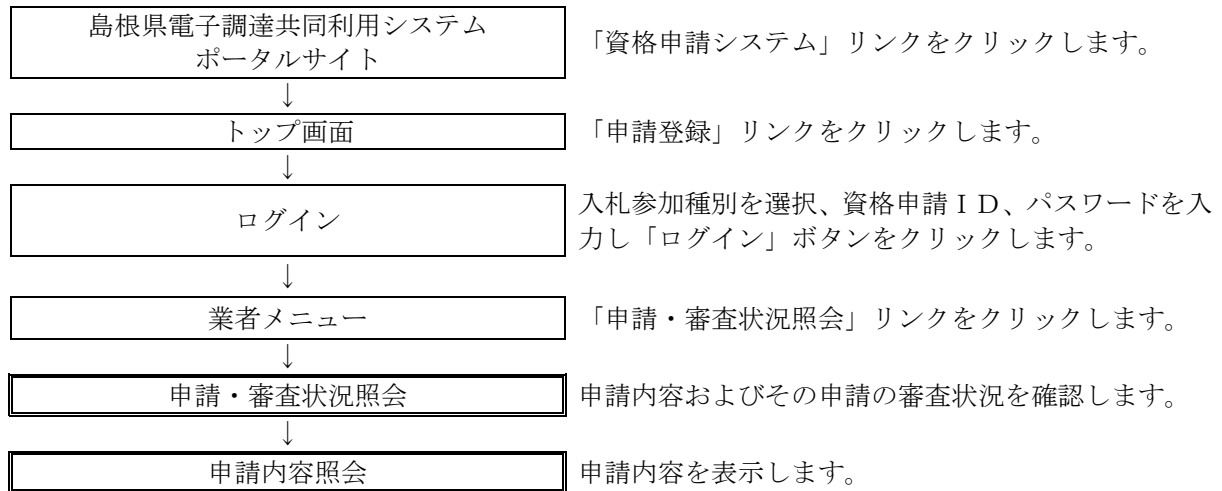 島根県電子調達共同利用システム
ポータルサイト
「資格申請システム」リンクをクリックします。
↓
トップ画面
「申請登録」リンクをクリックします。
↓
ログイン
入札参加種別を選択、資格申請ＩＤ、パスワードを入
力し「ログイン」ボタンをクリックします。
↓
業者メニュー
「申請・審査状況照会」リンクをクリックします。
↓
申請・審査状況照会
申請内容およびその申請の審査状況を確認します。
↓
申請内容照会
申請内容を表示します。